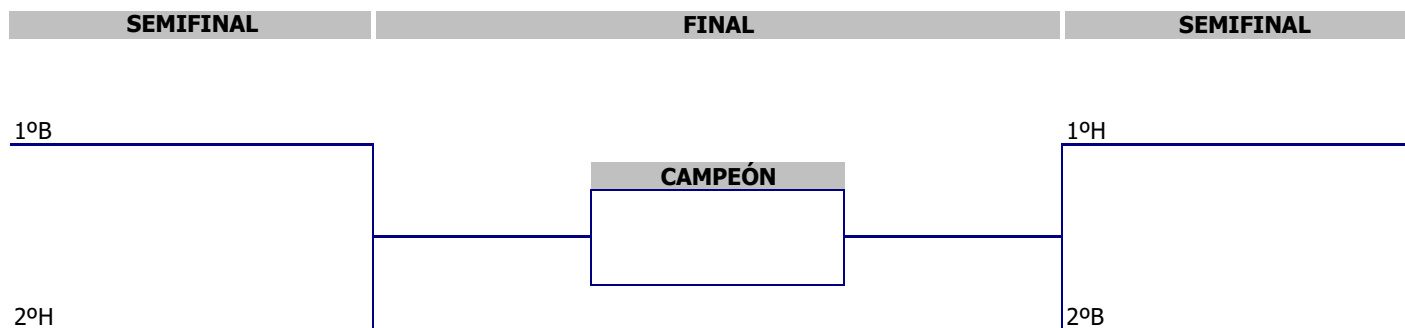 SEMIFINAL FINAL SEMIFINAL
1ºB 1ºH
CAMPEÓN
2ºH 2ºB